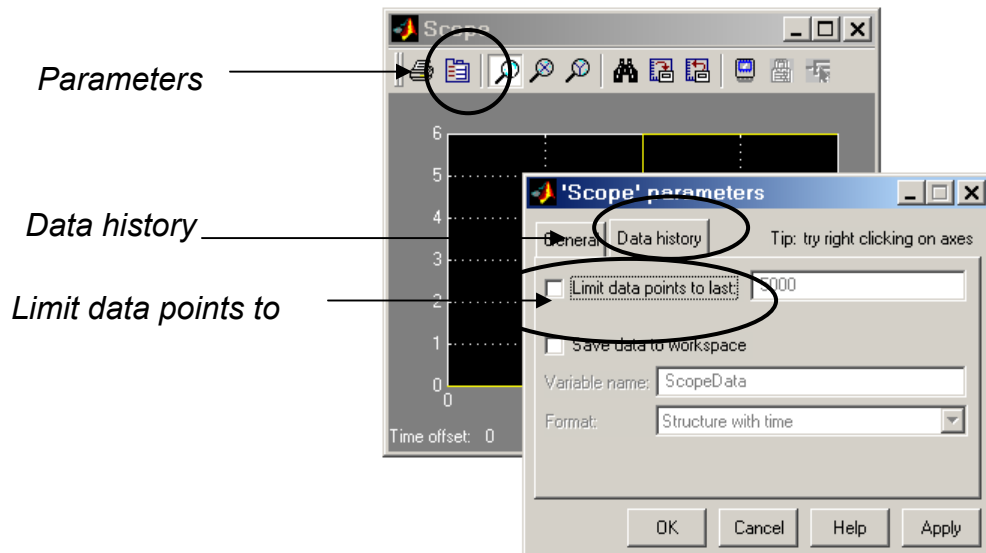 Scope
Parameters
6
5
4
3
2
1
0
0
Time offset: 0
Data history
Limit data points to
'Scope' parameters
General
Data history
Tip: try right clicking on axes
Limit data points to last:
5000
Save data to workspace
Variable name:
ScopeData
Format:
Structure with time
OK
Cancel
Help
Apply